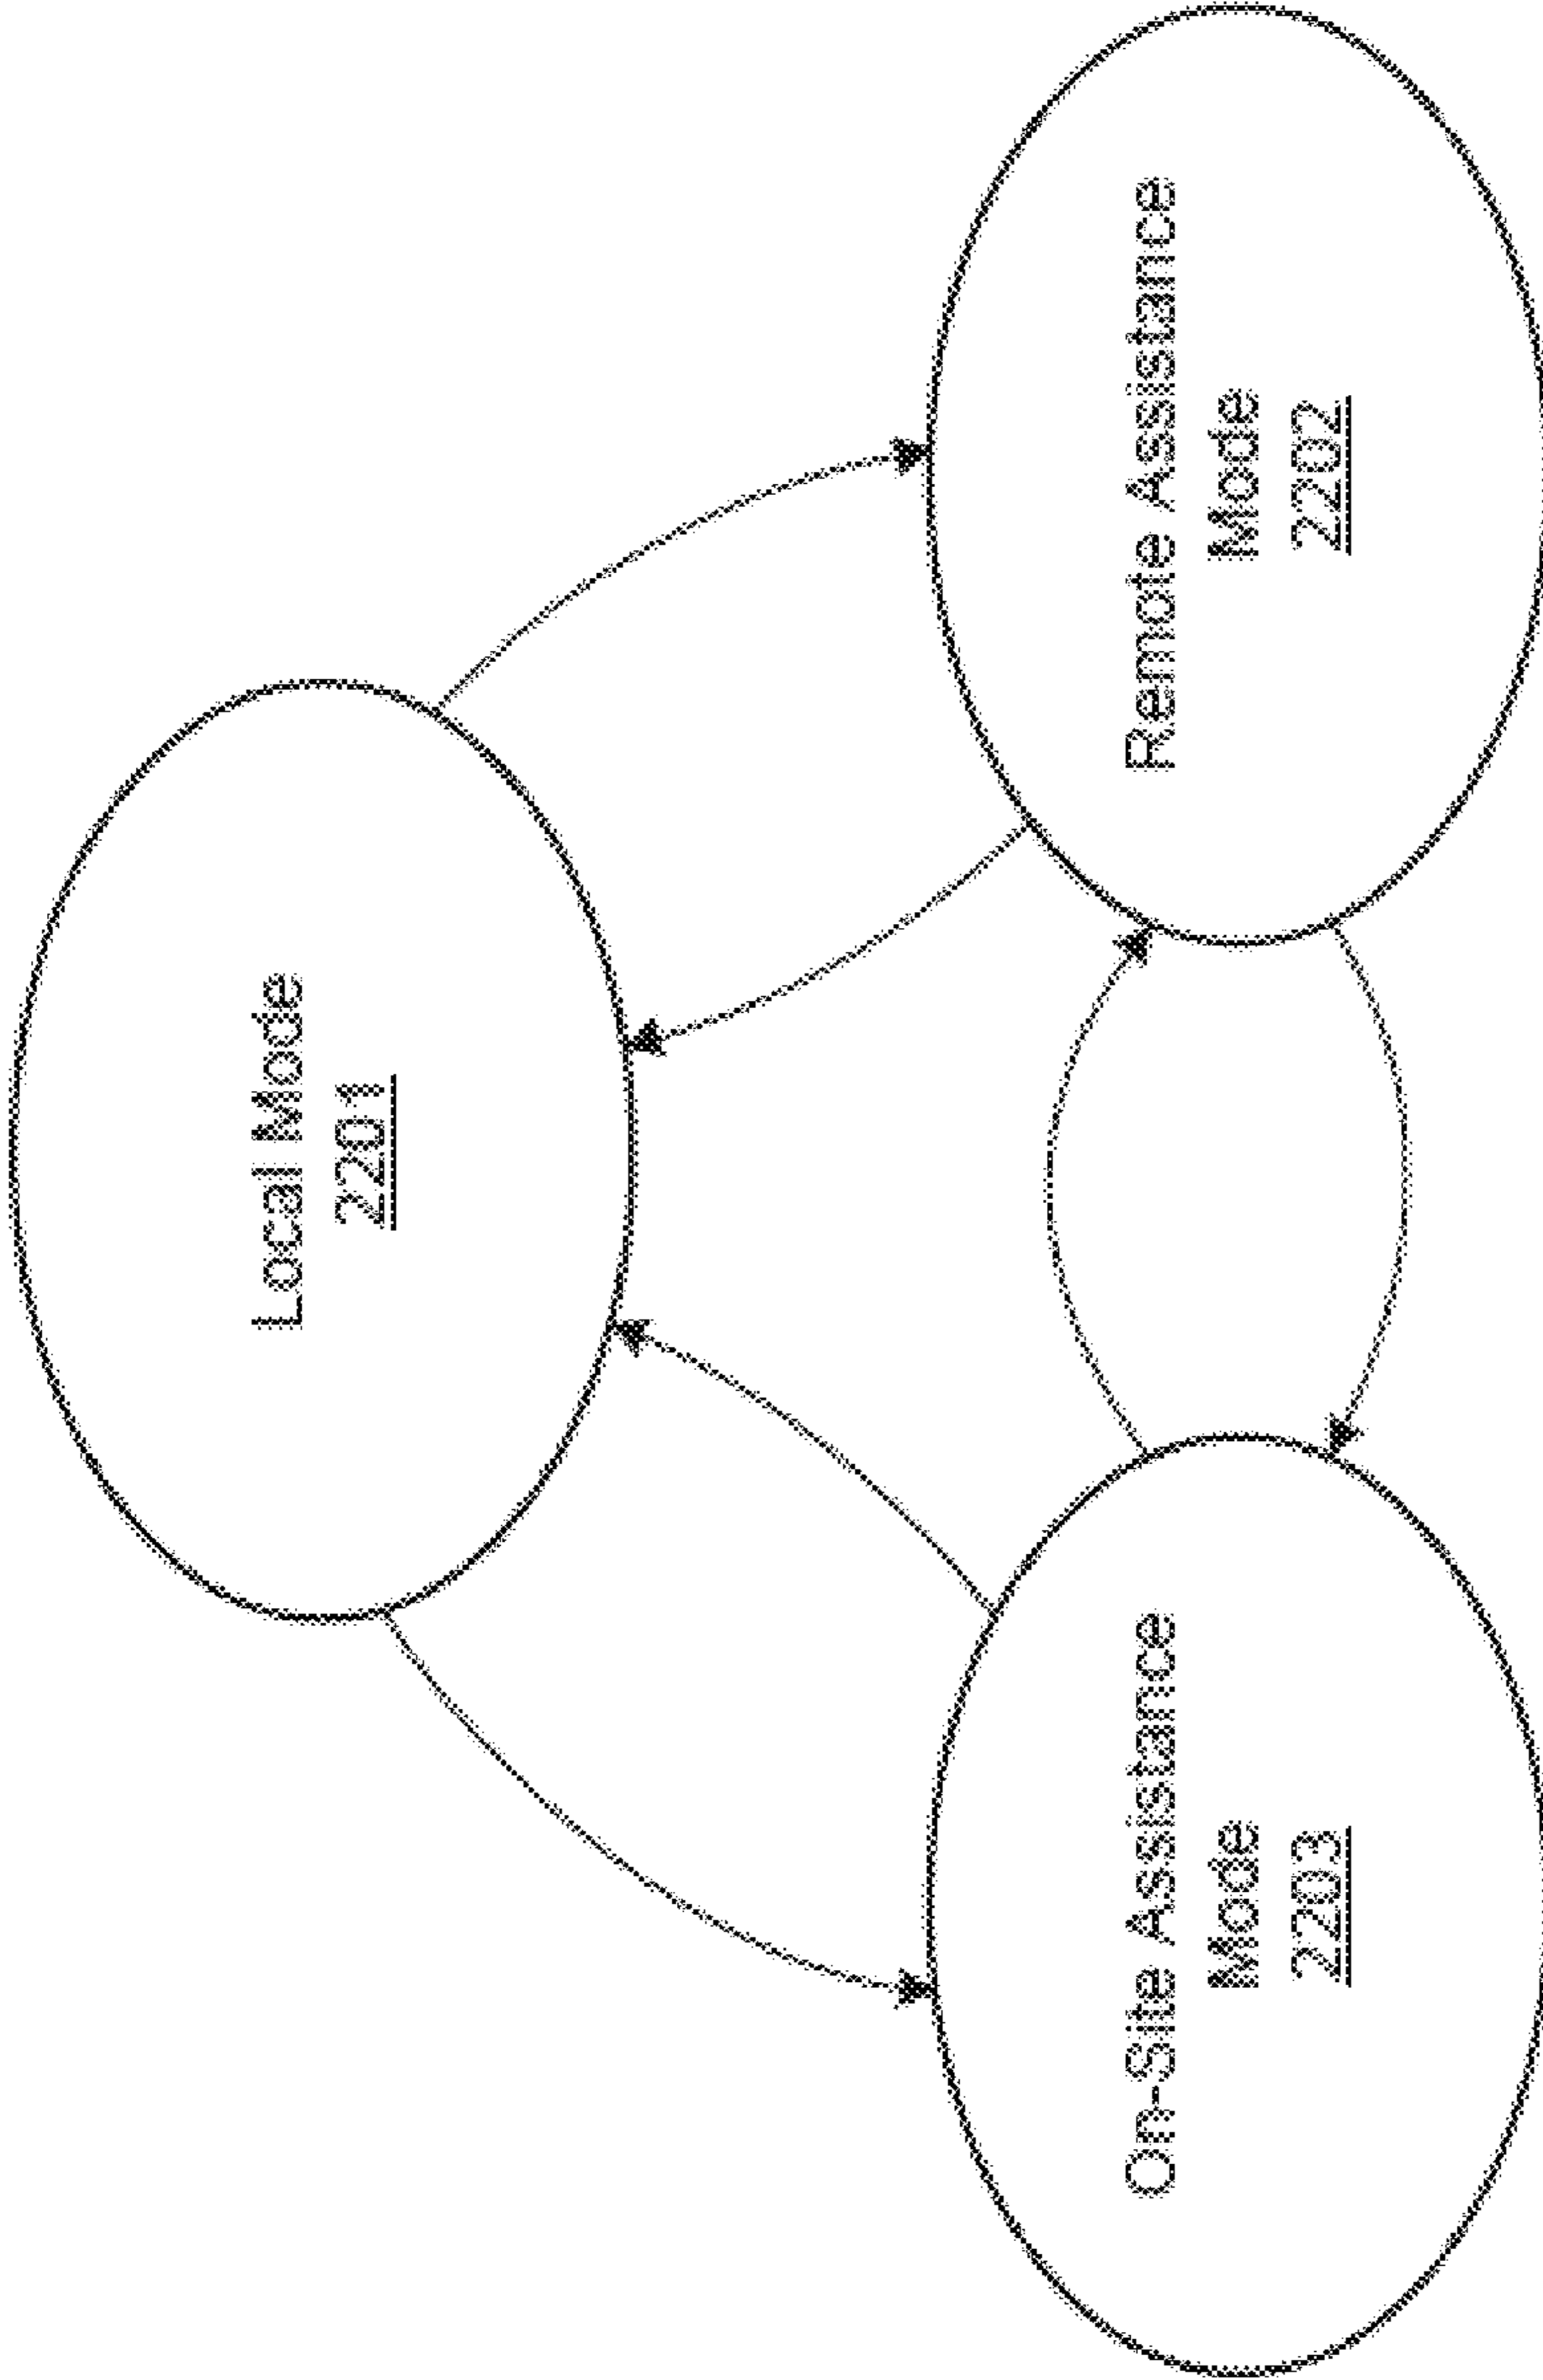 Local Mode
2201
On-Site Assistance
Mode
2203
Remote Assistance
Mode
2202